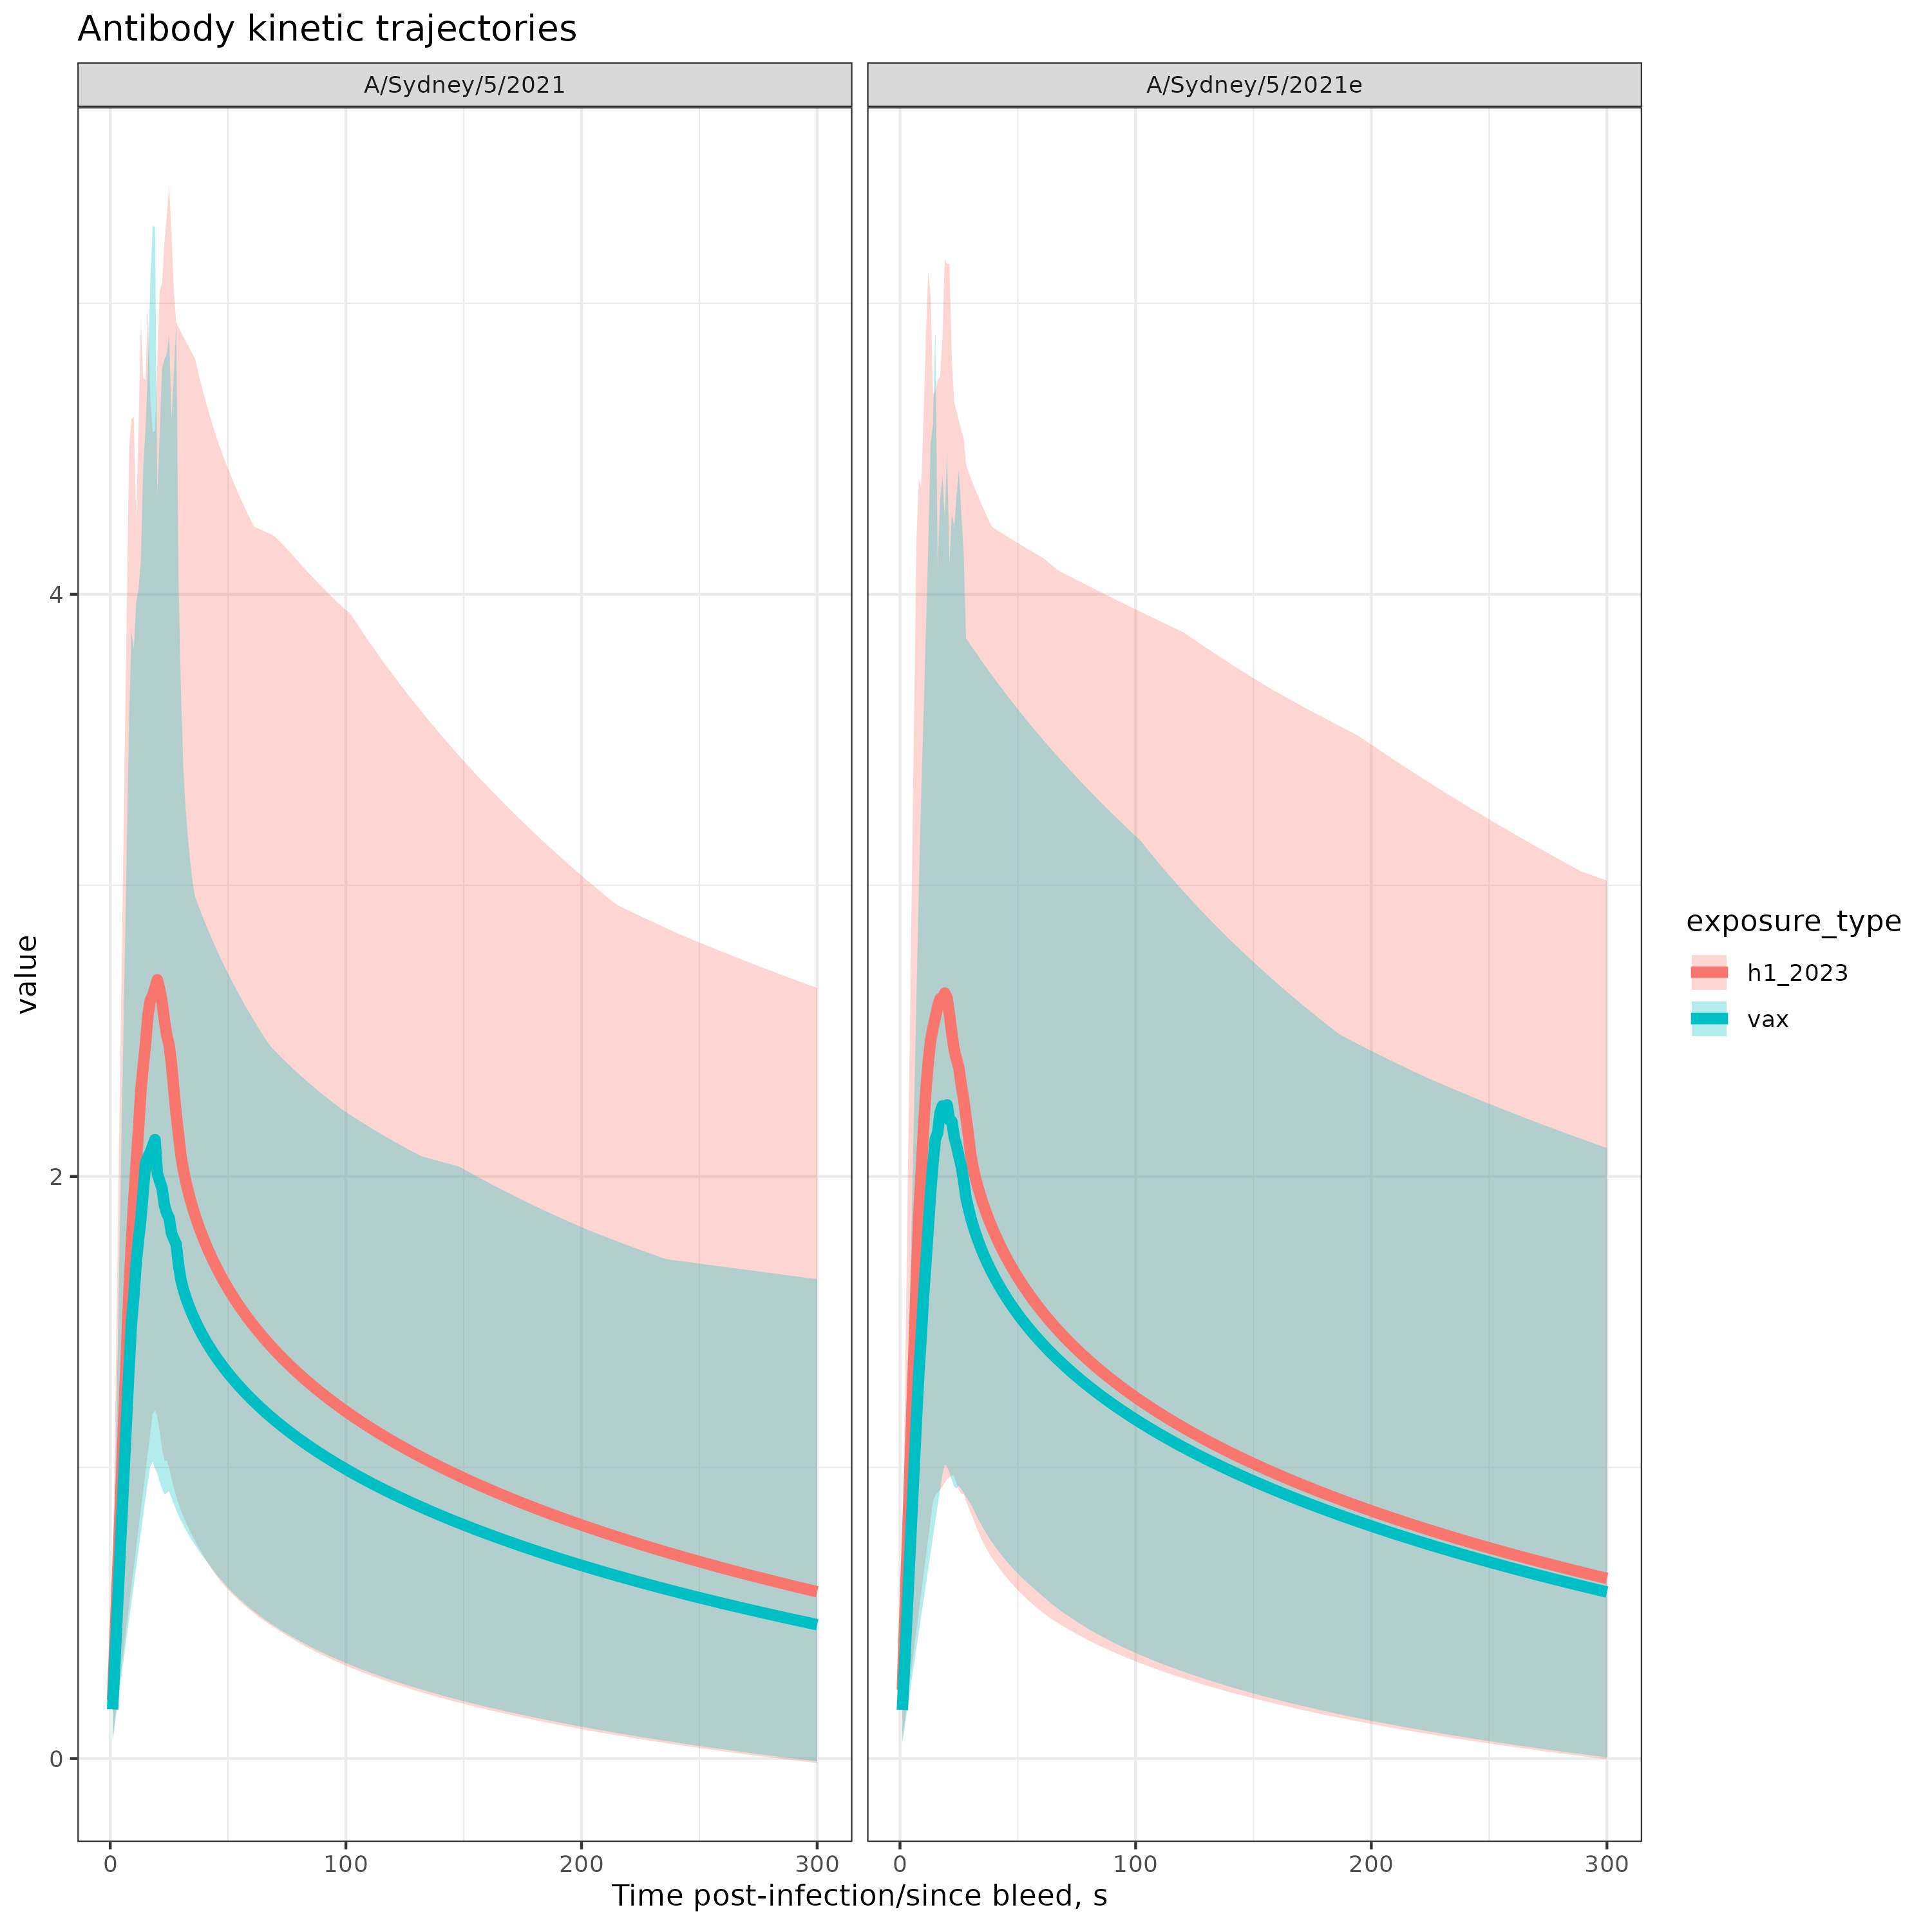 Antibody kinetic trajectories
A/Sydney/5/2021
A/Sydney/5/2021e
value
4
2
0
0
100
200
300
0
100
200
300
Time post-infection/since bleed, s
exposure_type
h1_2023
vax